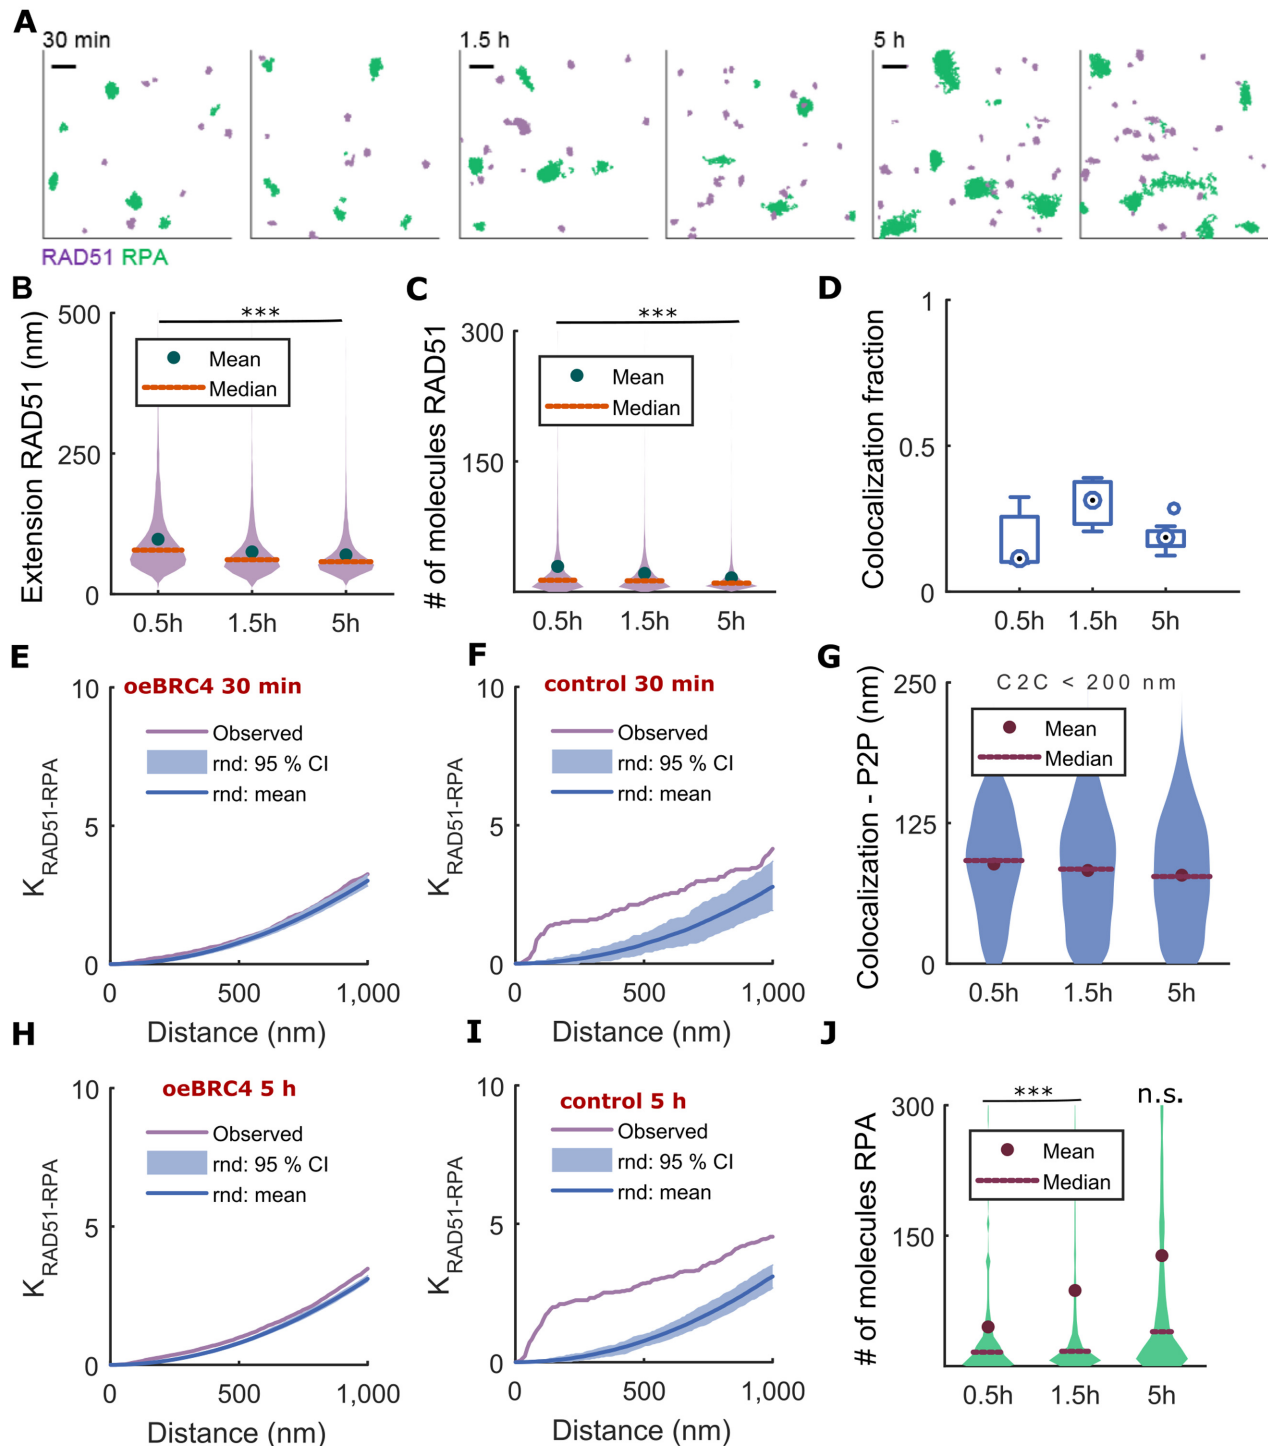 A
30 min
1.5 h
5 h
RAD51 RPA
B
Extension RAD51 (nm)
500
250
0
***
Mean
Median
0.5h 1.5h 5h
C
# of molecules RAD51
300
150
***
Mean
Median
0.5h 1.5h 5h
D
Colocalization fraction
1
0.5
0
0.5h 1.5h 5h
E
oeBRC4 30 min
K RAD51-RPA
10
5
0
Observed
rnd: 95 % CI
rnd: mean
0 500 1,000
Distance (nm)
F
control 30 min
K RAD51-RPA
10
5
0
Observed
rnd: 95 % CI
rnd: mean
0 500 1,000
Distance (nm)
G
Colocalization - P2P (nm)
250
125
0
C2C < 200 nm
Mean
Median
0.5h 1.5h 5h
H
oeBRC4 5 h
K RAD51-RPA
10
5
0
Observed
rnd: 95 % CI
rnd: mean
0 500 1,000
Distance (nm)
I
control 5 h
K RAD51-RPA
10
5
0
Observed
rnd: 95 % CI
rnd: mean
0 500 1,000
Distance (nm)
J
# of molecules RPA
300
150
***
n.s.
Mean
Median
0.5h 1.5h 5h